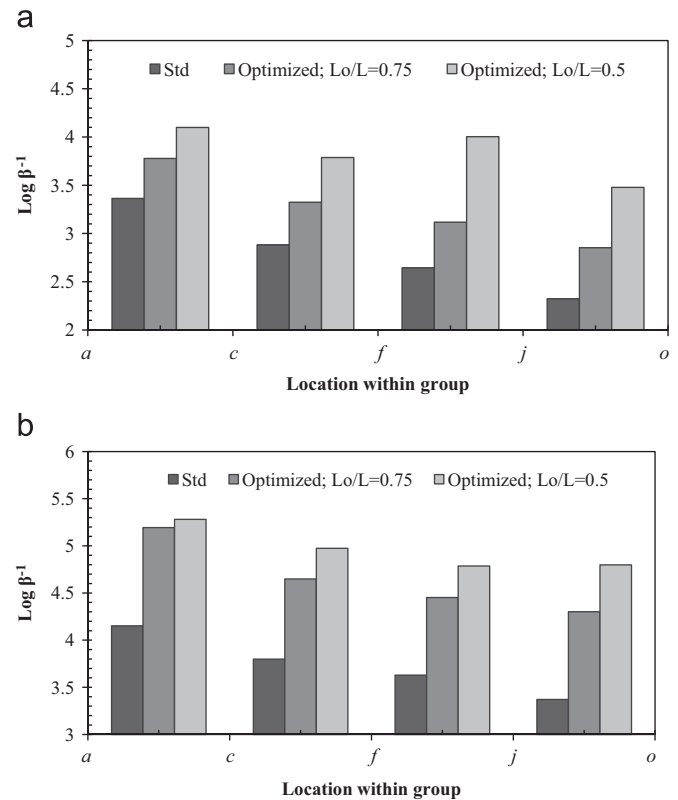 a
5
4.5
4
3.5
3
2.5
2
Log β⁻¹
Std Optimized; Lo/L=0.75 Optimized; Lo/L=0.5
a c f j o
Location within group
b
6
5.5
5
4.5
4
3.5
3
Log β⁻¹
Std Optimized; Lo/L=0.75 Optimized; Lo/L=0.5
a c f j o
Location within group